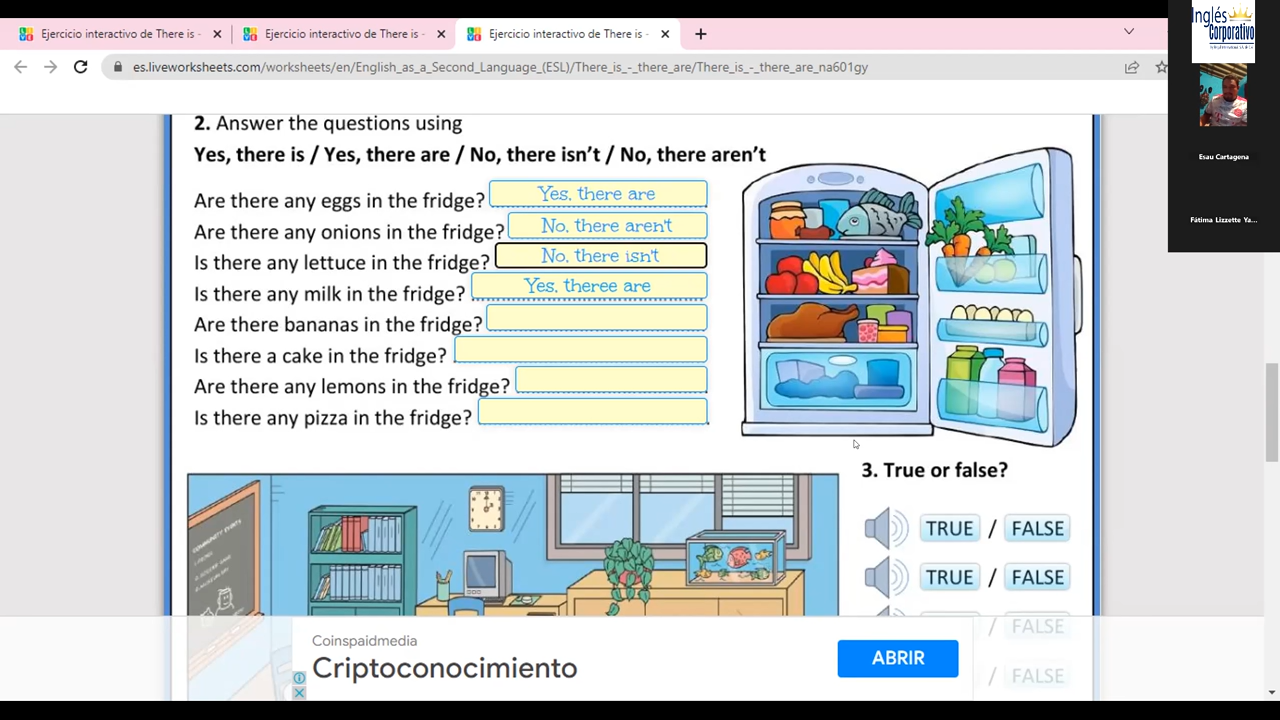 Ejercicio interactivo de There is -
Ejercicio interactivo de There is -
Ejercicio interactivo de There is -
es.liveworksheets.com/worksheets/en/English_as_a_Second_Language_(ESL)/There_is_-_there_are/There_is_-_there_are_na601gy
Inglés
Corporativo
Esau Cartagena
Fátima Lizzette Ya...
2. Answer the questions using
Yes, there is / Yes, there are / No, there isn't / No, there aren't
Are there any eggs in the fridge? Yes, there are
Are there any onions in the fridge? No, there aren't
Is there any lettuce in the fridge? No, there isn't
Is there any milk in the fridge? Yes, theree are
Are there bananas in the fridge?
Is there a cake in the fridge?
Are there any lemons in the fridge?
Is there any pizza in the fridge?
3. True or false?
TRUE / FALSE
TRUE / FALSE
/ FALSE
/ FALSE
COMMUNITY EVENTS
Coinspaidmedia
Criptoconocimiento
ABRIR